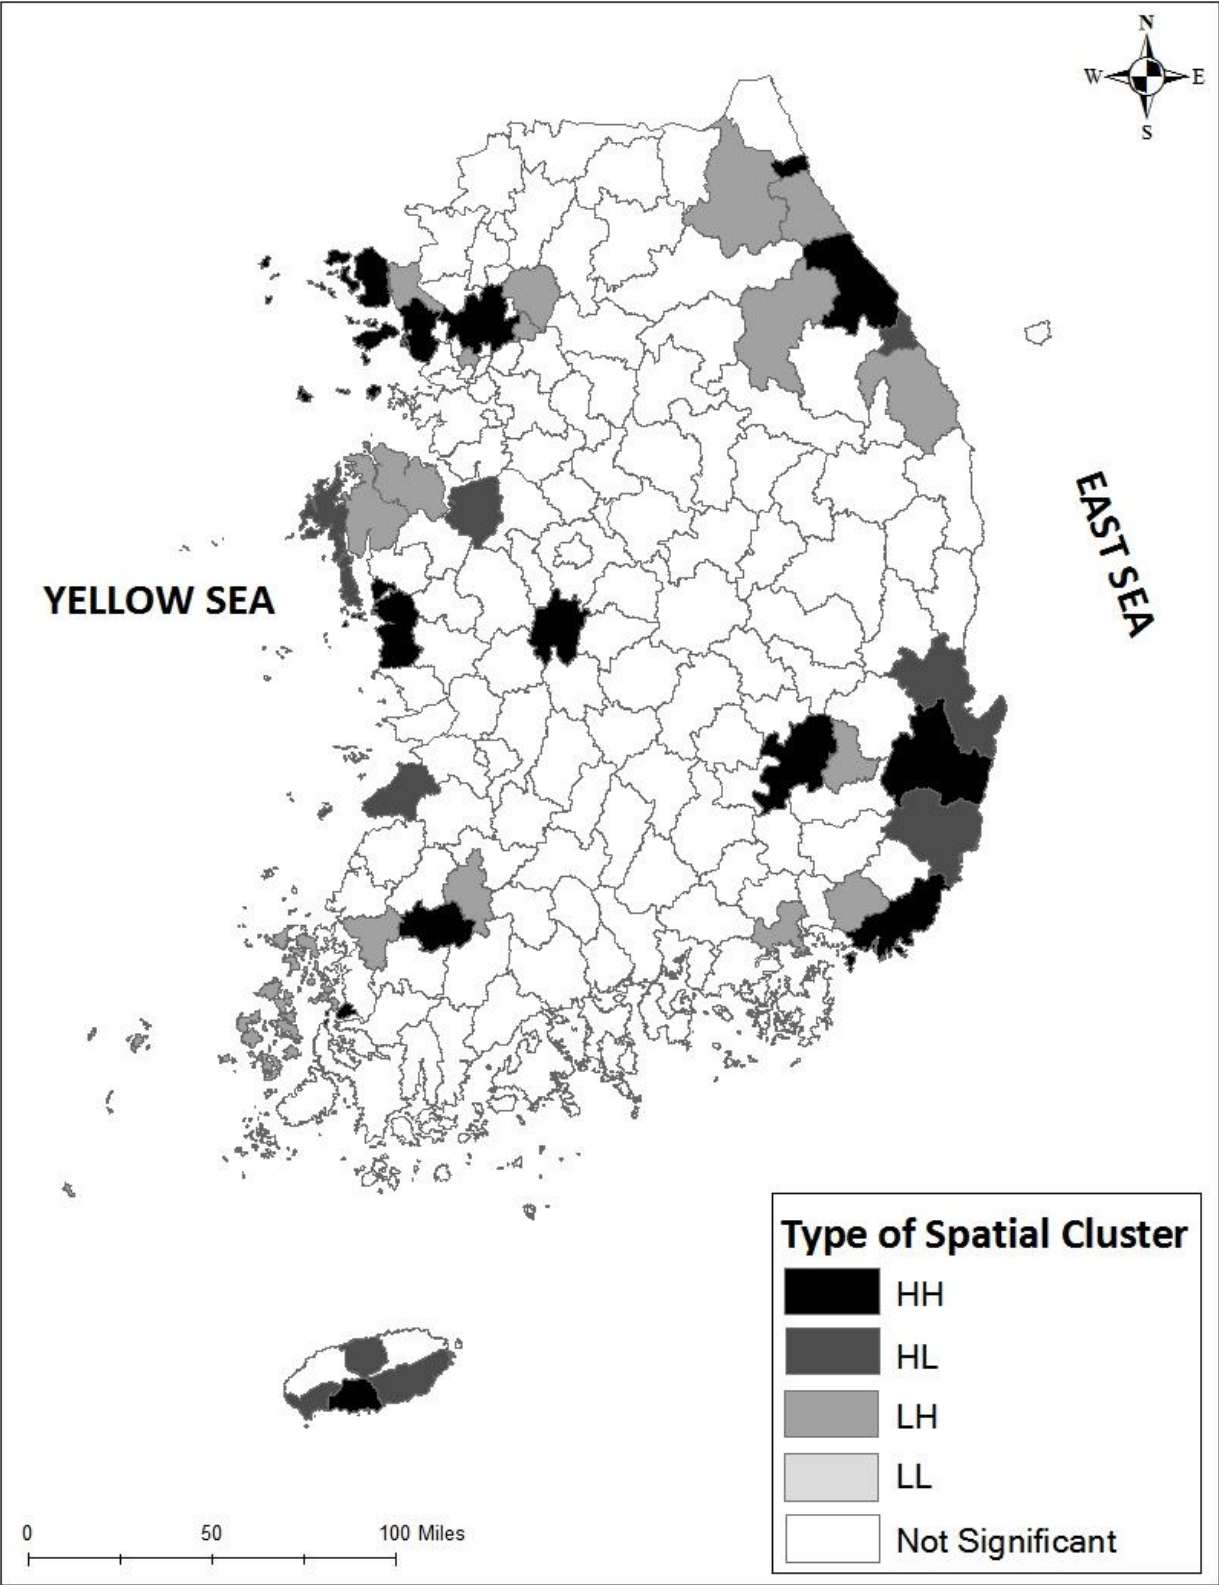 N
W E
S
YELLOW SEA
EAST SEA
Type of Spatial Cluster
HH
HL
LH
LL
Not Significant
0 50 100 Miles